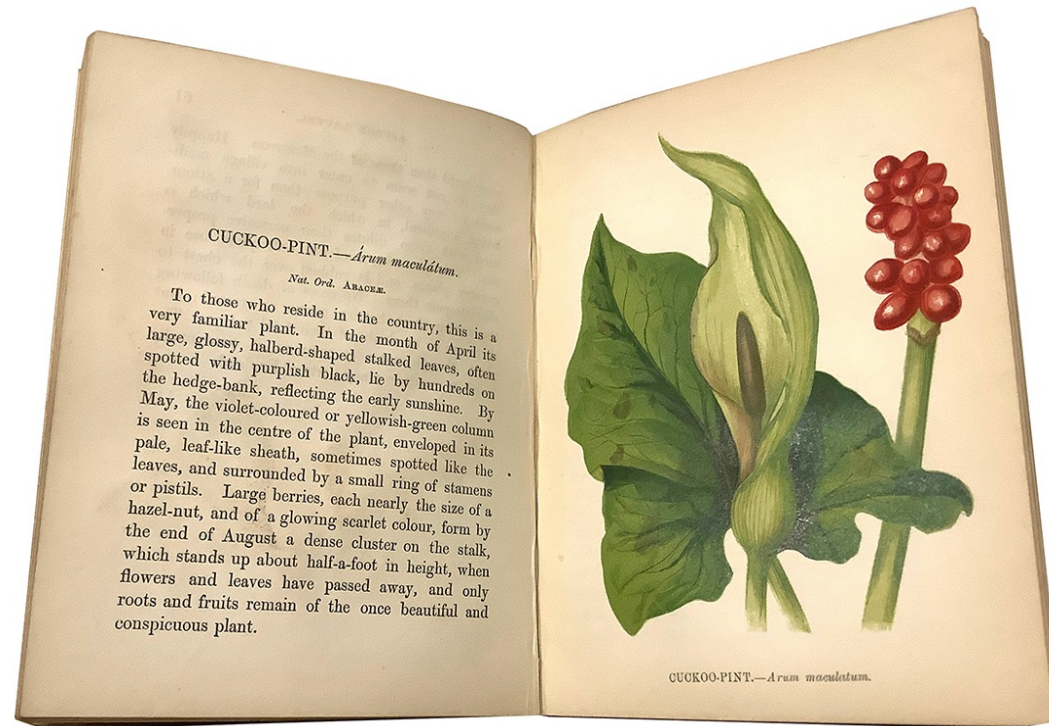 CUCKOO-PINT.—Árum maculátum.
Nat. Ord. ARACEÆ.
To those who reside in the country, this is a
very familiar plant. In the month of April its
large, glossy, halberd-shaped stalked leaves, often
spotted with purplish black, lie by hundreds on
the hedge-bank, reflecting the early sunshine. By
May, the violet-coloured or yellowish-green column
is seen in the centre of the plant, enveloped in its
pale, leaf-like sheath, sometimes spotted like the
leaves, and surrounded by a small ring of stamens
or pistils. Large berries, each nearly the size of a
hazel-nut, and of a glowing scarlet colour, form by
the end of August a dense cluster on the stalk,
which stands up about half-a-foot in height, when
flowers and leaves have passed away, and only
roots and fruits remain of the once beautiful and
conspicuous plant.
CUCKOO-PINT.—Arum maculatum.